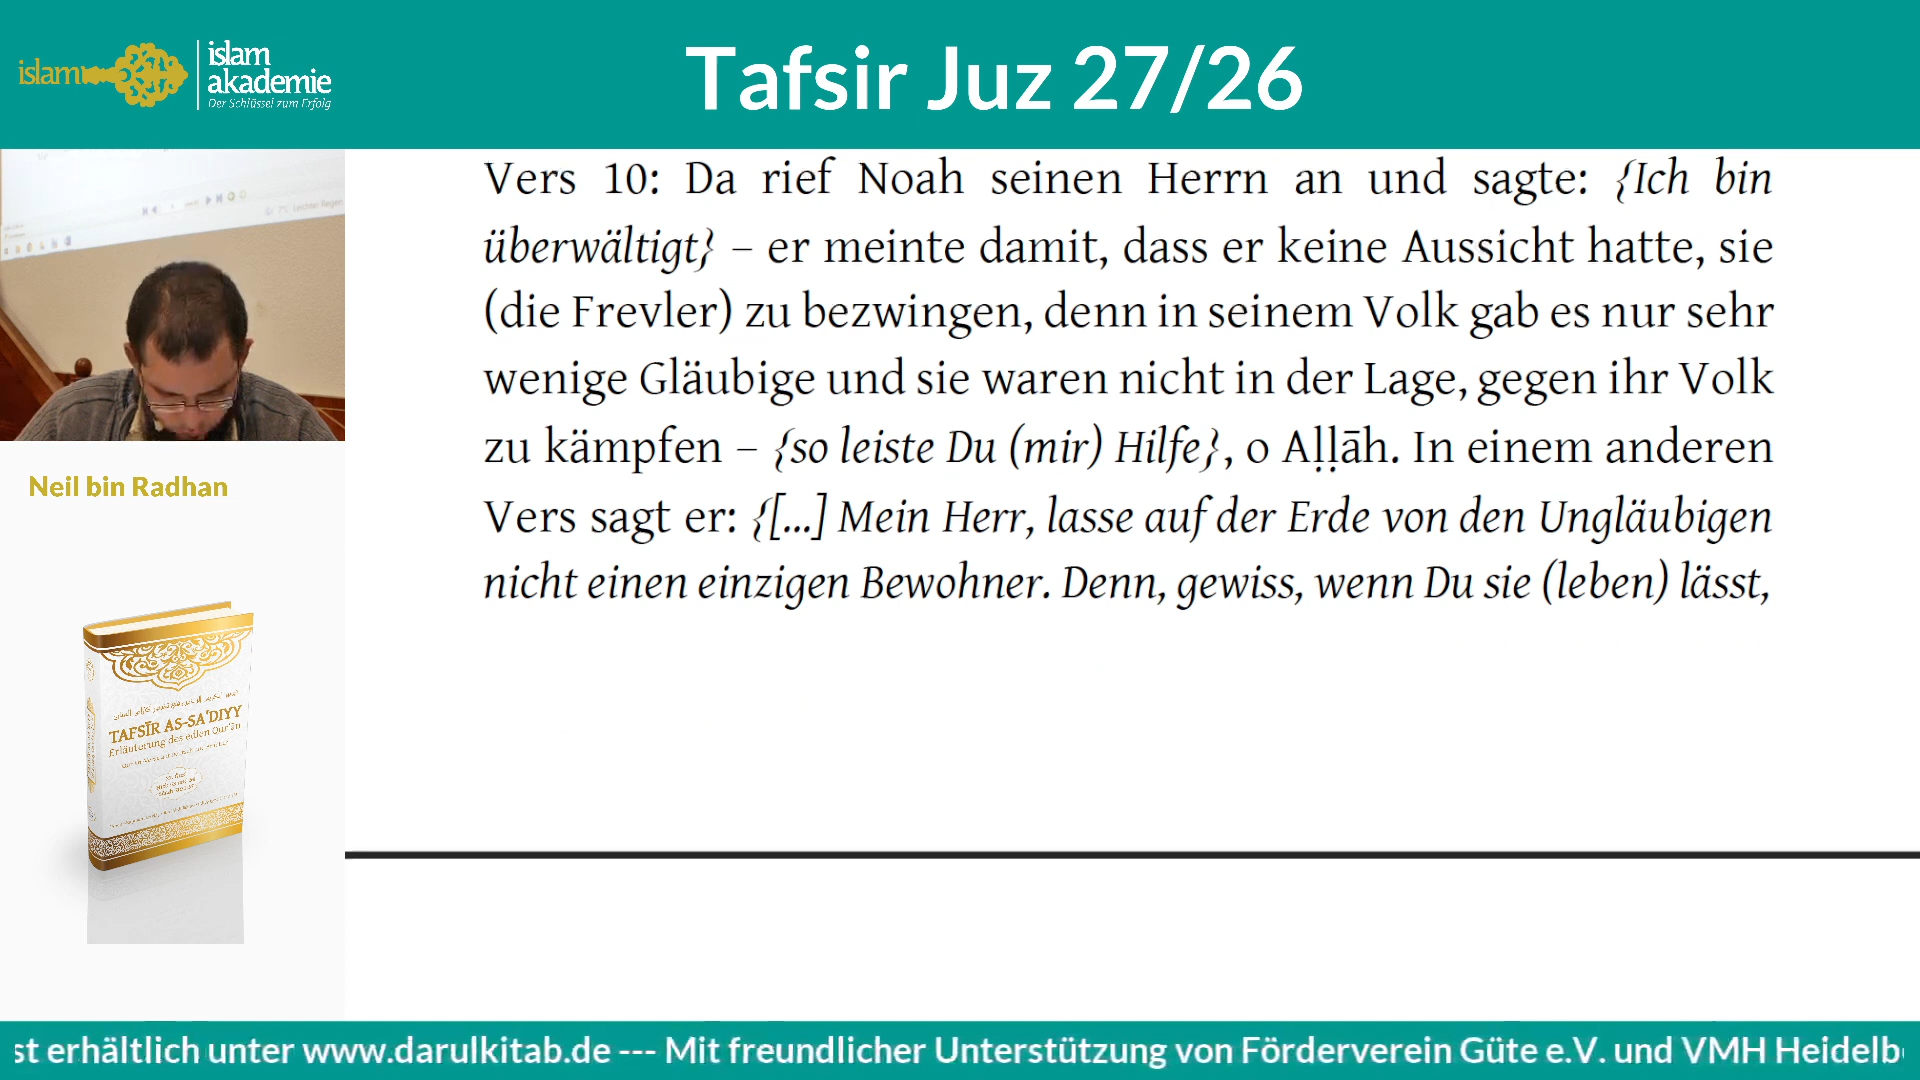 islam
islam
akademie
Der Schlüssel zum Erfolg
Tafsir Juz 27/26
Vers 10: Da rief Noah seinen Herrn an und sagte: {Ich bin
überwältigt} – er meinte damit, dass er keine Aussicht hatte, sie
(die Frevler) zu bezwingen, denn in seinem Volk gab es nur sehr
wenige Gläubige und sie waren nicht in der Lage, gegen ihr Volk
zu kämpfen – {so leiste Du (mir) Hilfe}, o Aḷḷāh. In einem anderen
Vers sagt er: {[...] Mein Herr, lasse auf der Erde von den Ungläubigen
nicht einen einzigen Bewohner. Denn, gewiss, wenn Du sie (leben) lässt,
Leichter Regen
Neil bin Radhan
TAFSĪR AS-SA'DIYY
Erläuterung des edlen Qur'ān
st erhältlich unter www.darulkitab.de --- Mit freundlicher Unterstützung von Förderverein Güte e.V. und VMH Heidelb